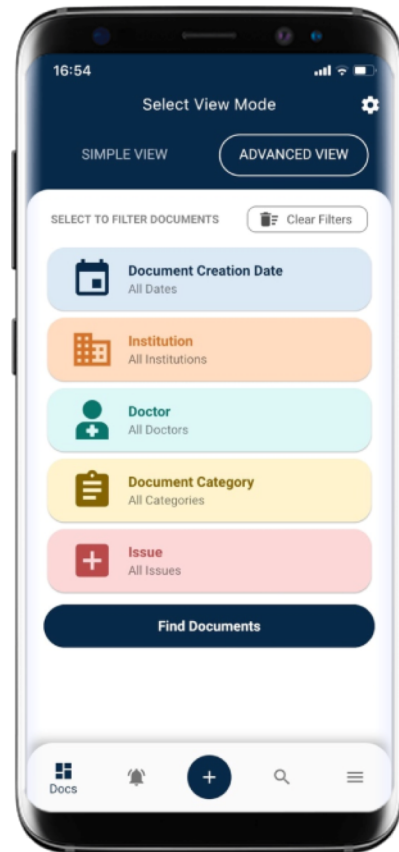 16:54
Select View Mode
SIMPLE VIEW
ADVANCED VIEW
SELECT TO FILTER DOCUMENTS
Clear Filters
Document Creation Date
All Dates
Institution
All Institutions
Doctor
All Doctors
Document Category
All Categories
Issue
All Issues
Find Documents
Docs